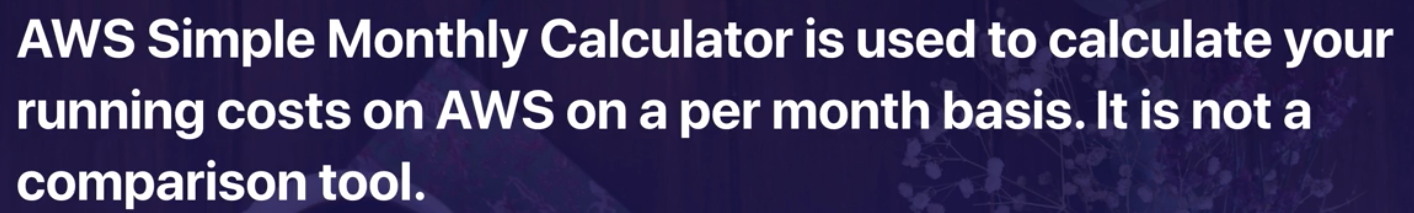 AWS Simple Monthly Calculator is used to calculate your
running costs on AWS on a per month basis. It is not a
comparison tool.